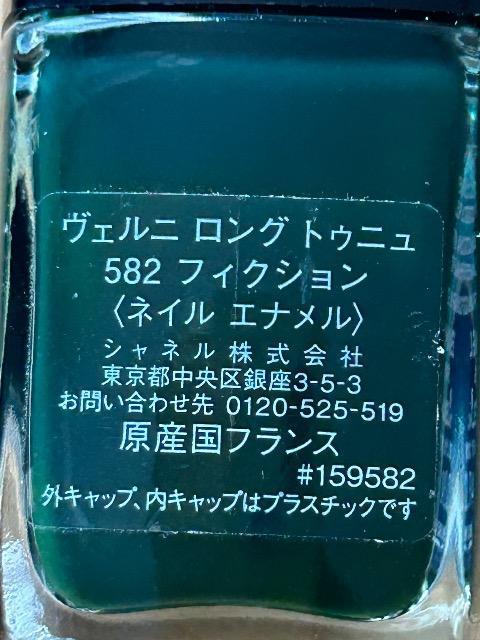 ヴェルニ ロング トゥニュ
582 フィクション
〈ネイル エナメル〉
シャネル株式会社
東京都中央区銀座3-5-3
お問い合わせ先 0120-525-519
原産国フランス
#159582
外キャップ、内キャップはプラスチックです